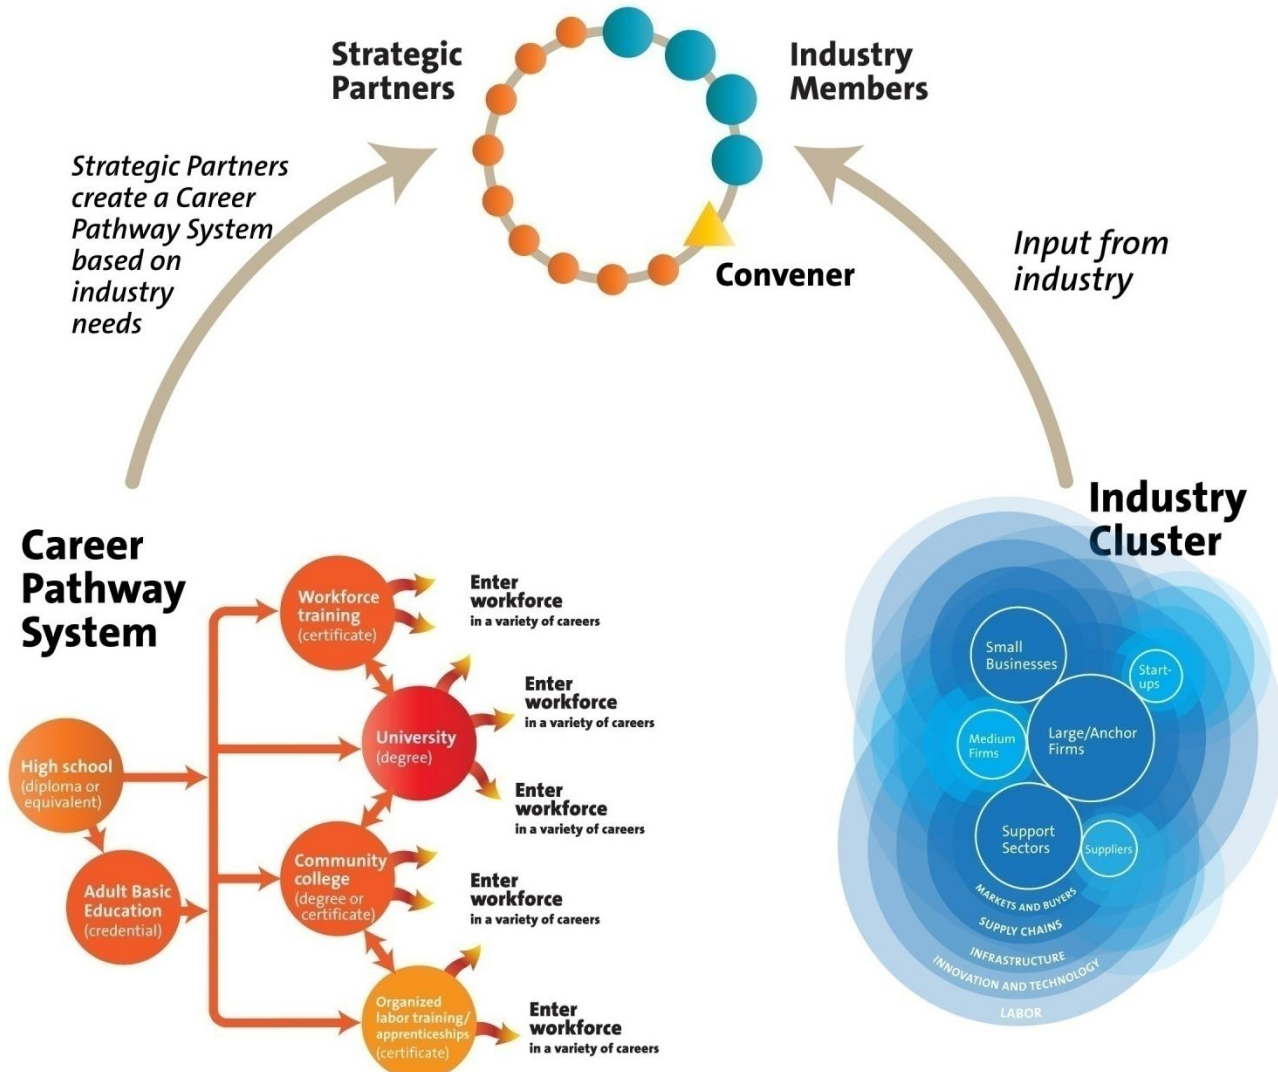 Strategic
Partners
Industry
Members
Convener
Strategic Partners
create a Career
Pathway System
based on
industry
needs
Input from
industry
Career
Pathway
System
High school
(diploma or
equivalent)
Adult Basic
Education
(credential)
Workforce
training
(certificate)
Enter
workforce
in a variety of careers
University
(degree)
Enter
workforce
in a variety of careers
Enter
workforce
in a variety of careers
Community
college
(degree or
certificate)
Enter
workforce
in a variety of careers
Organized
labor training/
apprenticeships
(certificate)
Enter
workforce
in a variety of careers
Industry
Cluster
Small
Businesses
Start-
ups
Medium
Firms
Large/Anchor
Firms
Support
Sectors
Suppliers
MARKETS AND BUYERS
SUPPLY CHAINS
INFRASTRUCTURE
INNOVATION AND TECHNOLOGY
LABOR